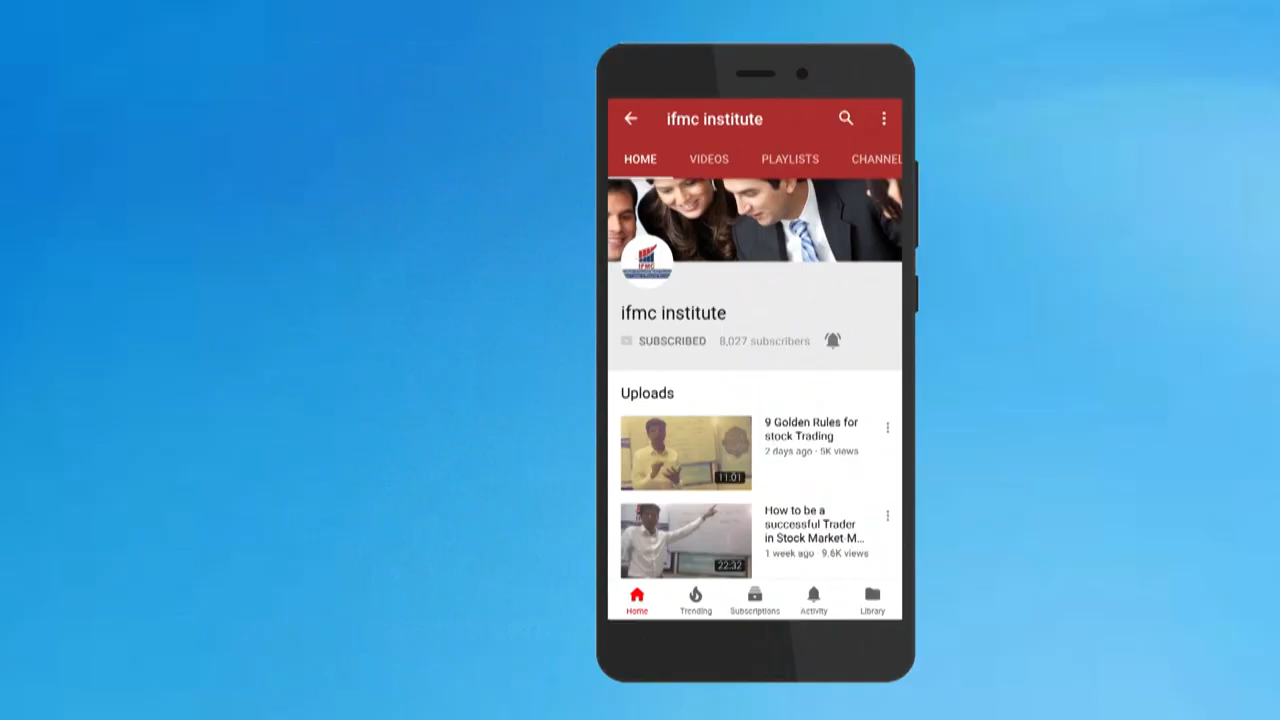 ifmc institute
HOME VIDEOS PLAYLISTS CHANNEL
IFMC
ifmc institute
SUBSCRIBED 8,027 subscribers
Uploads
9 Golden Rules for
stock Trading
2 days ago · 5K views
11:01
How to be a
successful Trader
in Stock Market-M...
1 week ago · 9.6K views
22:32
Home Trending Subscriptions Activity Library